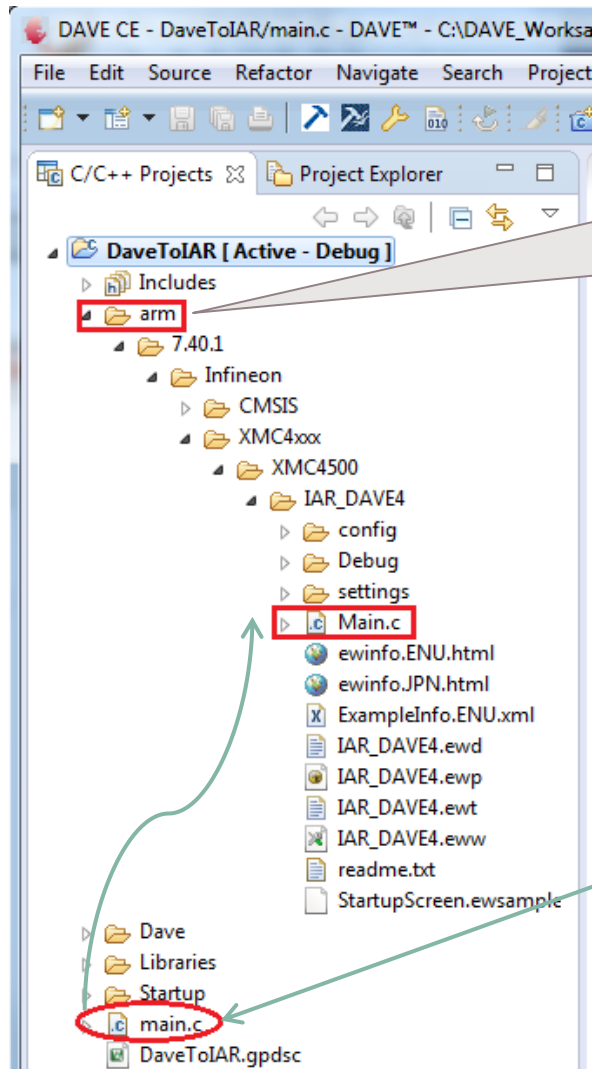 DAVE CE - DaveToIAR/main.c - DAVE™ - C:\DAVE_Worksa
File Edit Source Refactor Navigate Search Project
C/C++ Projects Project Explorer
DaveToIAR [ Active - Debug ]
Includes
arm
7.40.1
Infineon
CMSIS
XMC4xxx
XMC4500
IAR_DAVE4
config
Debug
settings
Main.c
ewinfo.ENU.html
ewinfo.JPN.html
ExampleInfo.ENU.xml
IAR_DAVE4.ewd
IAR_DAVE4.ewp
IAR_DAVE4.ewt
IAR_DAVE4.eww
readme.txt
StartupScreen.ewsample
Dave
Libraries
Startup
main.c
DaveToIAR.gpdsc